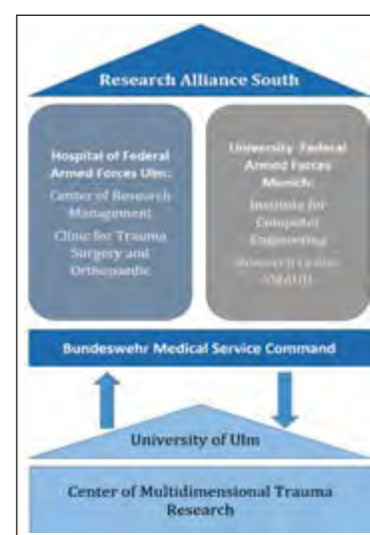 Research Alliance South
Hospital of Federal
Armed Forces Ulm:
Center of Research
Management
Clinic for Trauma
Surgery and
Orthopaedic
University Federal
Armed Forces
Munich:
Institute for
Computer
Engineering
Research Center
Bundeswehr Medical Service Command
University of Ulm
Center of Multidimensional Trauma
Research